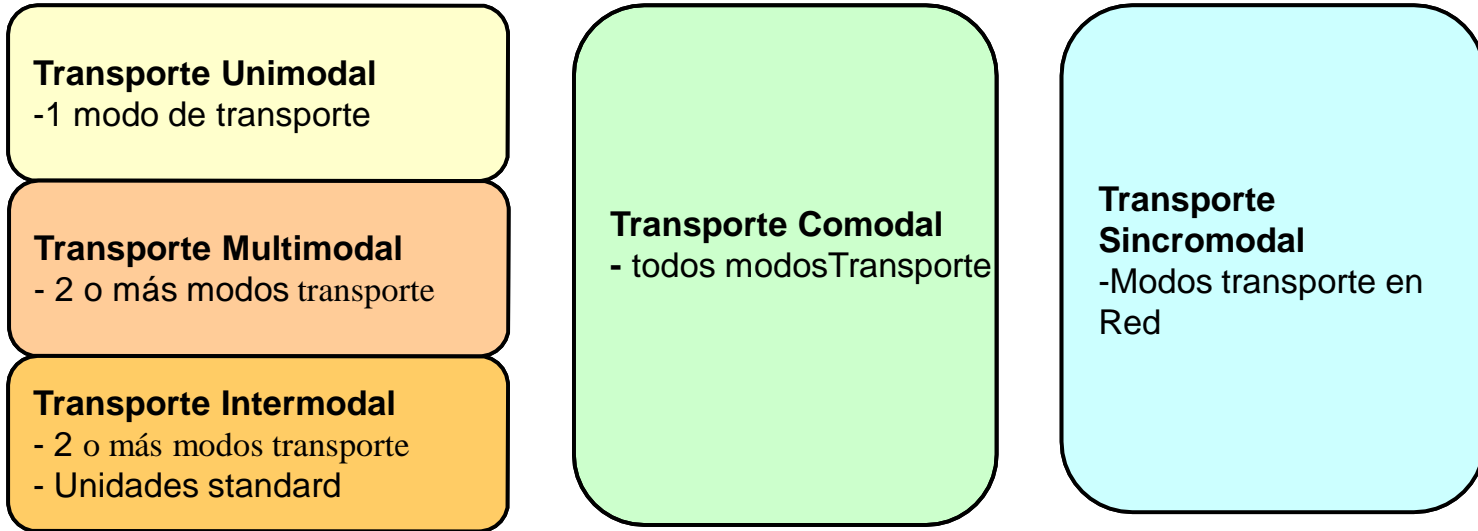 Transporte Unimodal
-1 modo de transporte
Transporte Multimodal
- 2 o más modos transporte
Transporte Intermodal
- 2 o más modos transporte
- Unidades standard
Transporte Comodal
- todos modosTransporte
Transporte
Sincromodal
-Modos transporte en
Red